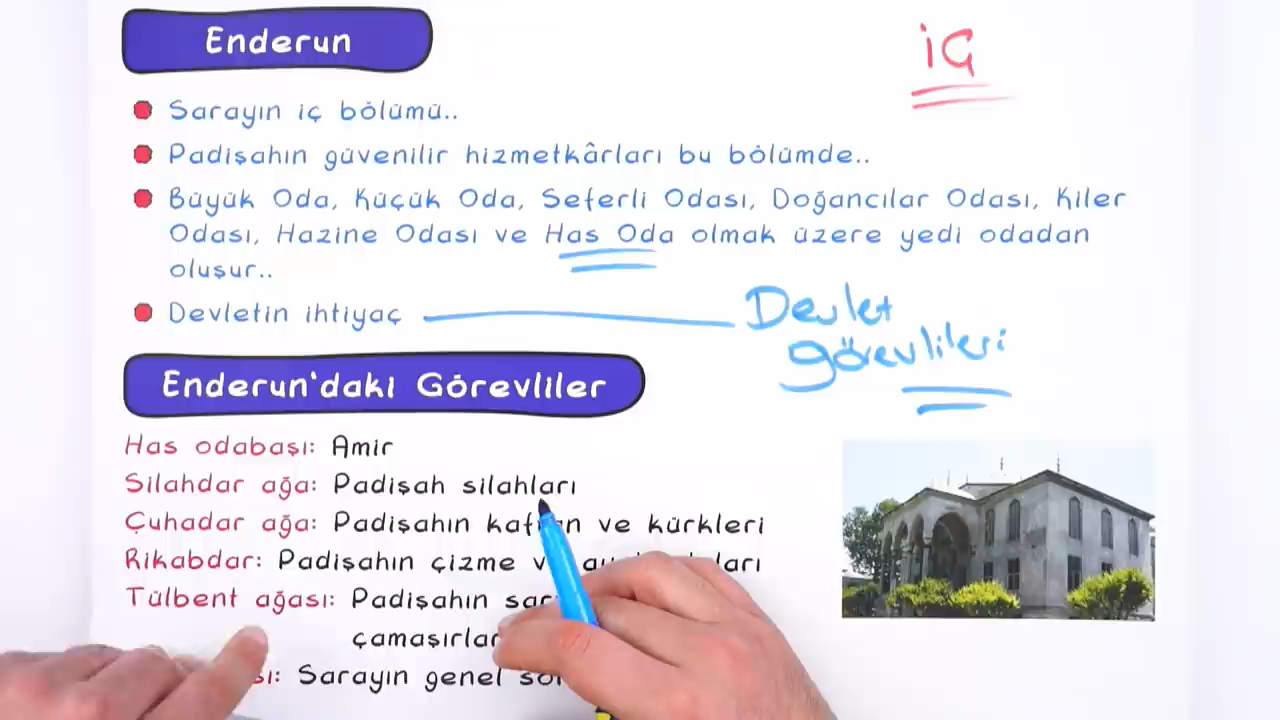 Enderun
İÇ
Sarayın iç bölümü..
Padişahın güvenilir hizmetkârları bu bölümde..
Büyük Oda, Küçük Oda, Seferli Odası, Doğancılar Odası, Kiler
Odası, Hazine Odası ve Has Oda olmak üzere yedi odadan
oluşur..
Devletin ihtiyaç
Devlet
görevlileri
Enderun'daki Görevliler
Has odabaşı: Amir
Silahdar ağa: Padişah silahları
Çuhadar ağa: Padişahın ve kürkleri
Rikabdar: Padişahın çizme
Tülbent ağası: Padişahın
Sarayın genel